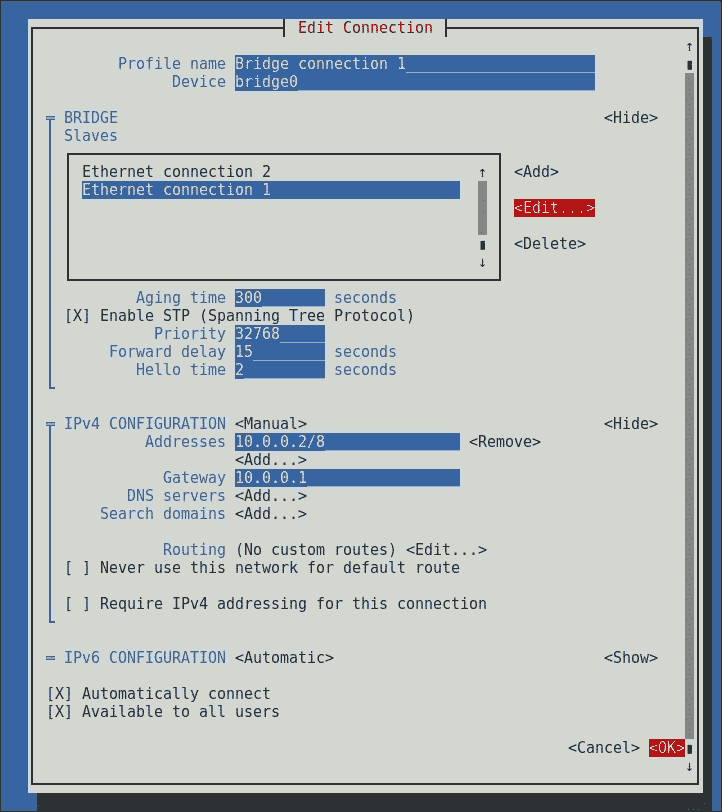 Edit Connection
Profile name Bridge connection 1
Device bridge0
BRIDGE <Hide>
Slaves
Ethernet connection 2 <Add>
Ethernet connection 1
<Edit...>
<Delete>
Aging time 300 seconds
[X] Enable STP (Spanning Tree Protocol)
Priority 32768
Forward delay 15 seconds
Hello time 2 seconds
IPv4 CONFIGURATION <Manual> <Hide>
Addresses 10.0.0.2/8 <Remove>
<Add...>
Gateway 10.0.0.1
DNS servers <Add...>
Search domains <Add...>
Routing (No custom routes) <Edit...>
[ ] Never use this network for default route
[ ] Require IPv4 addressing for this connection
IPv6 CONFIGURATION <Automatic> <Show>
[X] Automatically connect
[X] Available to all users
<Cancel> <OK>